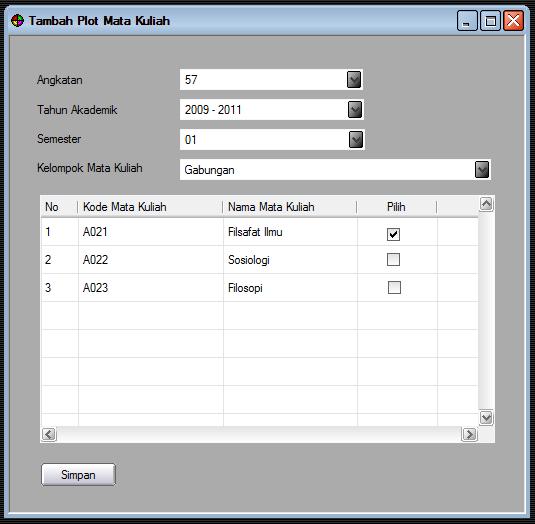 Tambah Plot Mata Kuliah
Angkatan 57
Tahun Akademik 2009 - 2011
Semester 01
Kelompok Mata Kuliah Gabungan
No Kode Mata Kuliah Nama Mata Kuliah Pilih
1 A021 Filsafat Ilmu
2 A022 Sosiologi
3 A023 Filosopi
Simpan